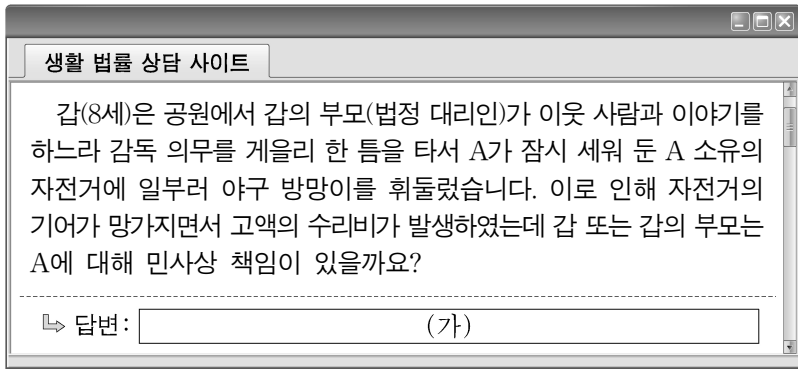 생활 법률 상담 사이트
갑(8세)은 공원에서 갑의 부모(법정 대리인)가 이웃 사람과 이야기를
하느라 감독 의무를 게을리 한 틈을 타서 A가 잠시 세워 둔 A 소유의
자전거에 일부러 야구 방망이를 휘둘렀습니다. 이로 인해 자전거의
기어가 망가지면서 고액의 수리비가 발생하였는데 갑 또는 갑의 부모는
A에 대해 민사상 책임이 있을까요?
답변: (가)